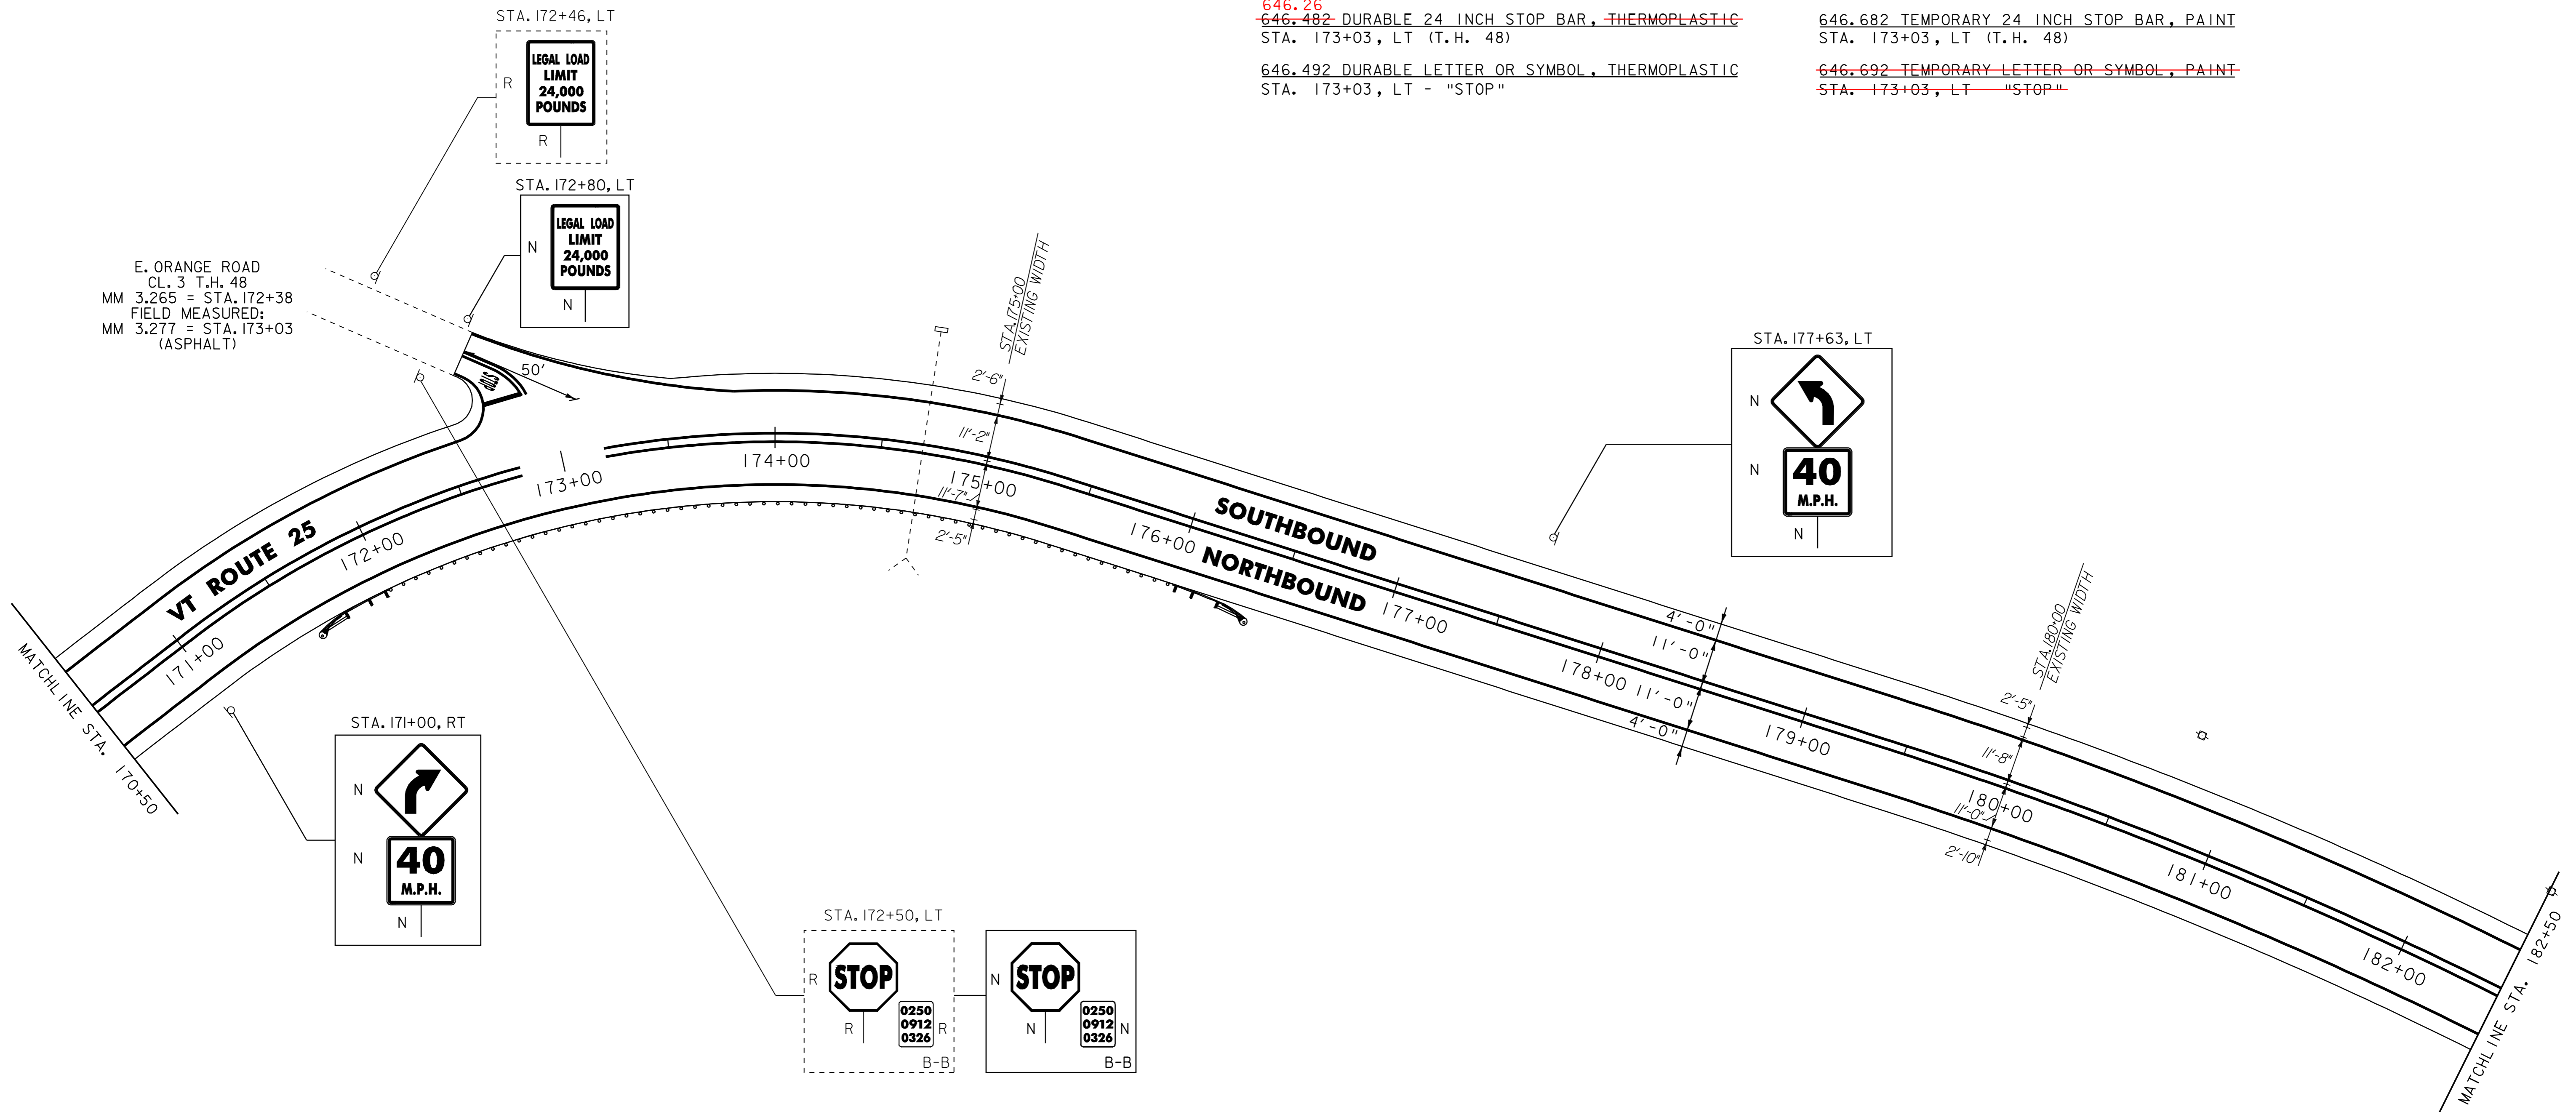 646.26
646.482 DURABLE 24 INCH STOP BAR, THERMOPLASTIC
STA. 173+03, LT (T.H. 48)
646.492 DURABLE LETTER OR SYMBOL, THERMOPLASTIC
STA. 173+03, LT - "STOP"
646.682 TEMPORARY 24 INCH STOP BAR, PAINT
STA. 173+03, LT (T.H. 48)
646.692 TEMPORARY LETTER OR SYMBOL, PAINT
STA. 173+03, LT - "STOP"
STA. 172+46, LT
R
LEGAL LOAD
LIMIT
24,000
POUNDS
R
STA. 172+80, LT
N
LEGAL LOAD
LIMIT
24,000
POUNDS
N
E. ORANGE ROAD
CL. 3 T.H. 48
MM 3.265 = STA. 172+38
FIELD MEASURED:
MM 3.277 = STA. 173+03
(ASPHALT)
STOP
50'
STA. 175+00
EXISTING WIDTH
2'-6"
11'-2"
11'-7"
2'-5"
STA. 177+63, LT
N
N
40
M.P.H.
N
VT ROUTE 25
SOUTHBOUND
NORTHBOUND
171+00
172+00
173+00
174+00
175+00
176+00
177+00
178+00
179+00
180+00
181+00
182+00
4'-0"
11'-0"
11'-0"
4'-0"
STA. 180+00
EXISTING WIDTH
2'-5"
11'-8"
11'-0"
2'-10"
MATCHLINE STA. 170+50
MATCHLINE STA. 182+50
STA. 171+00, RT
N
N
40
M.P.H.
N
STA. 172+50, LT
R
STOP
R
0250
0912
0326
R
B-B
N
STOP
N
0250
0912
0326
N
B-B